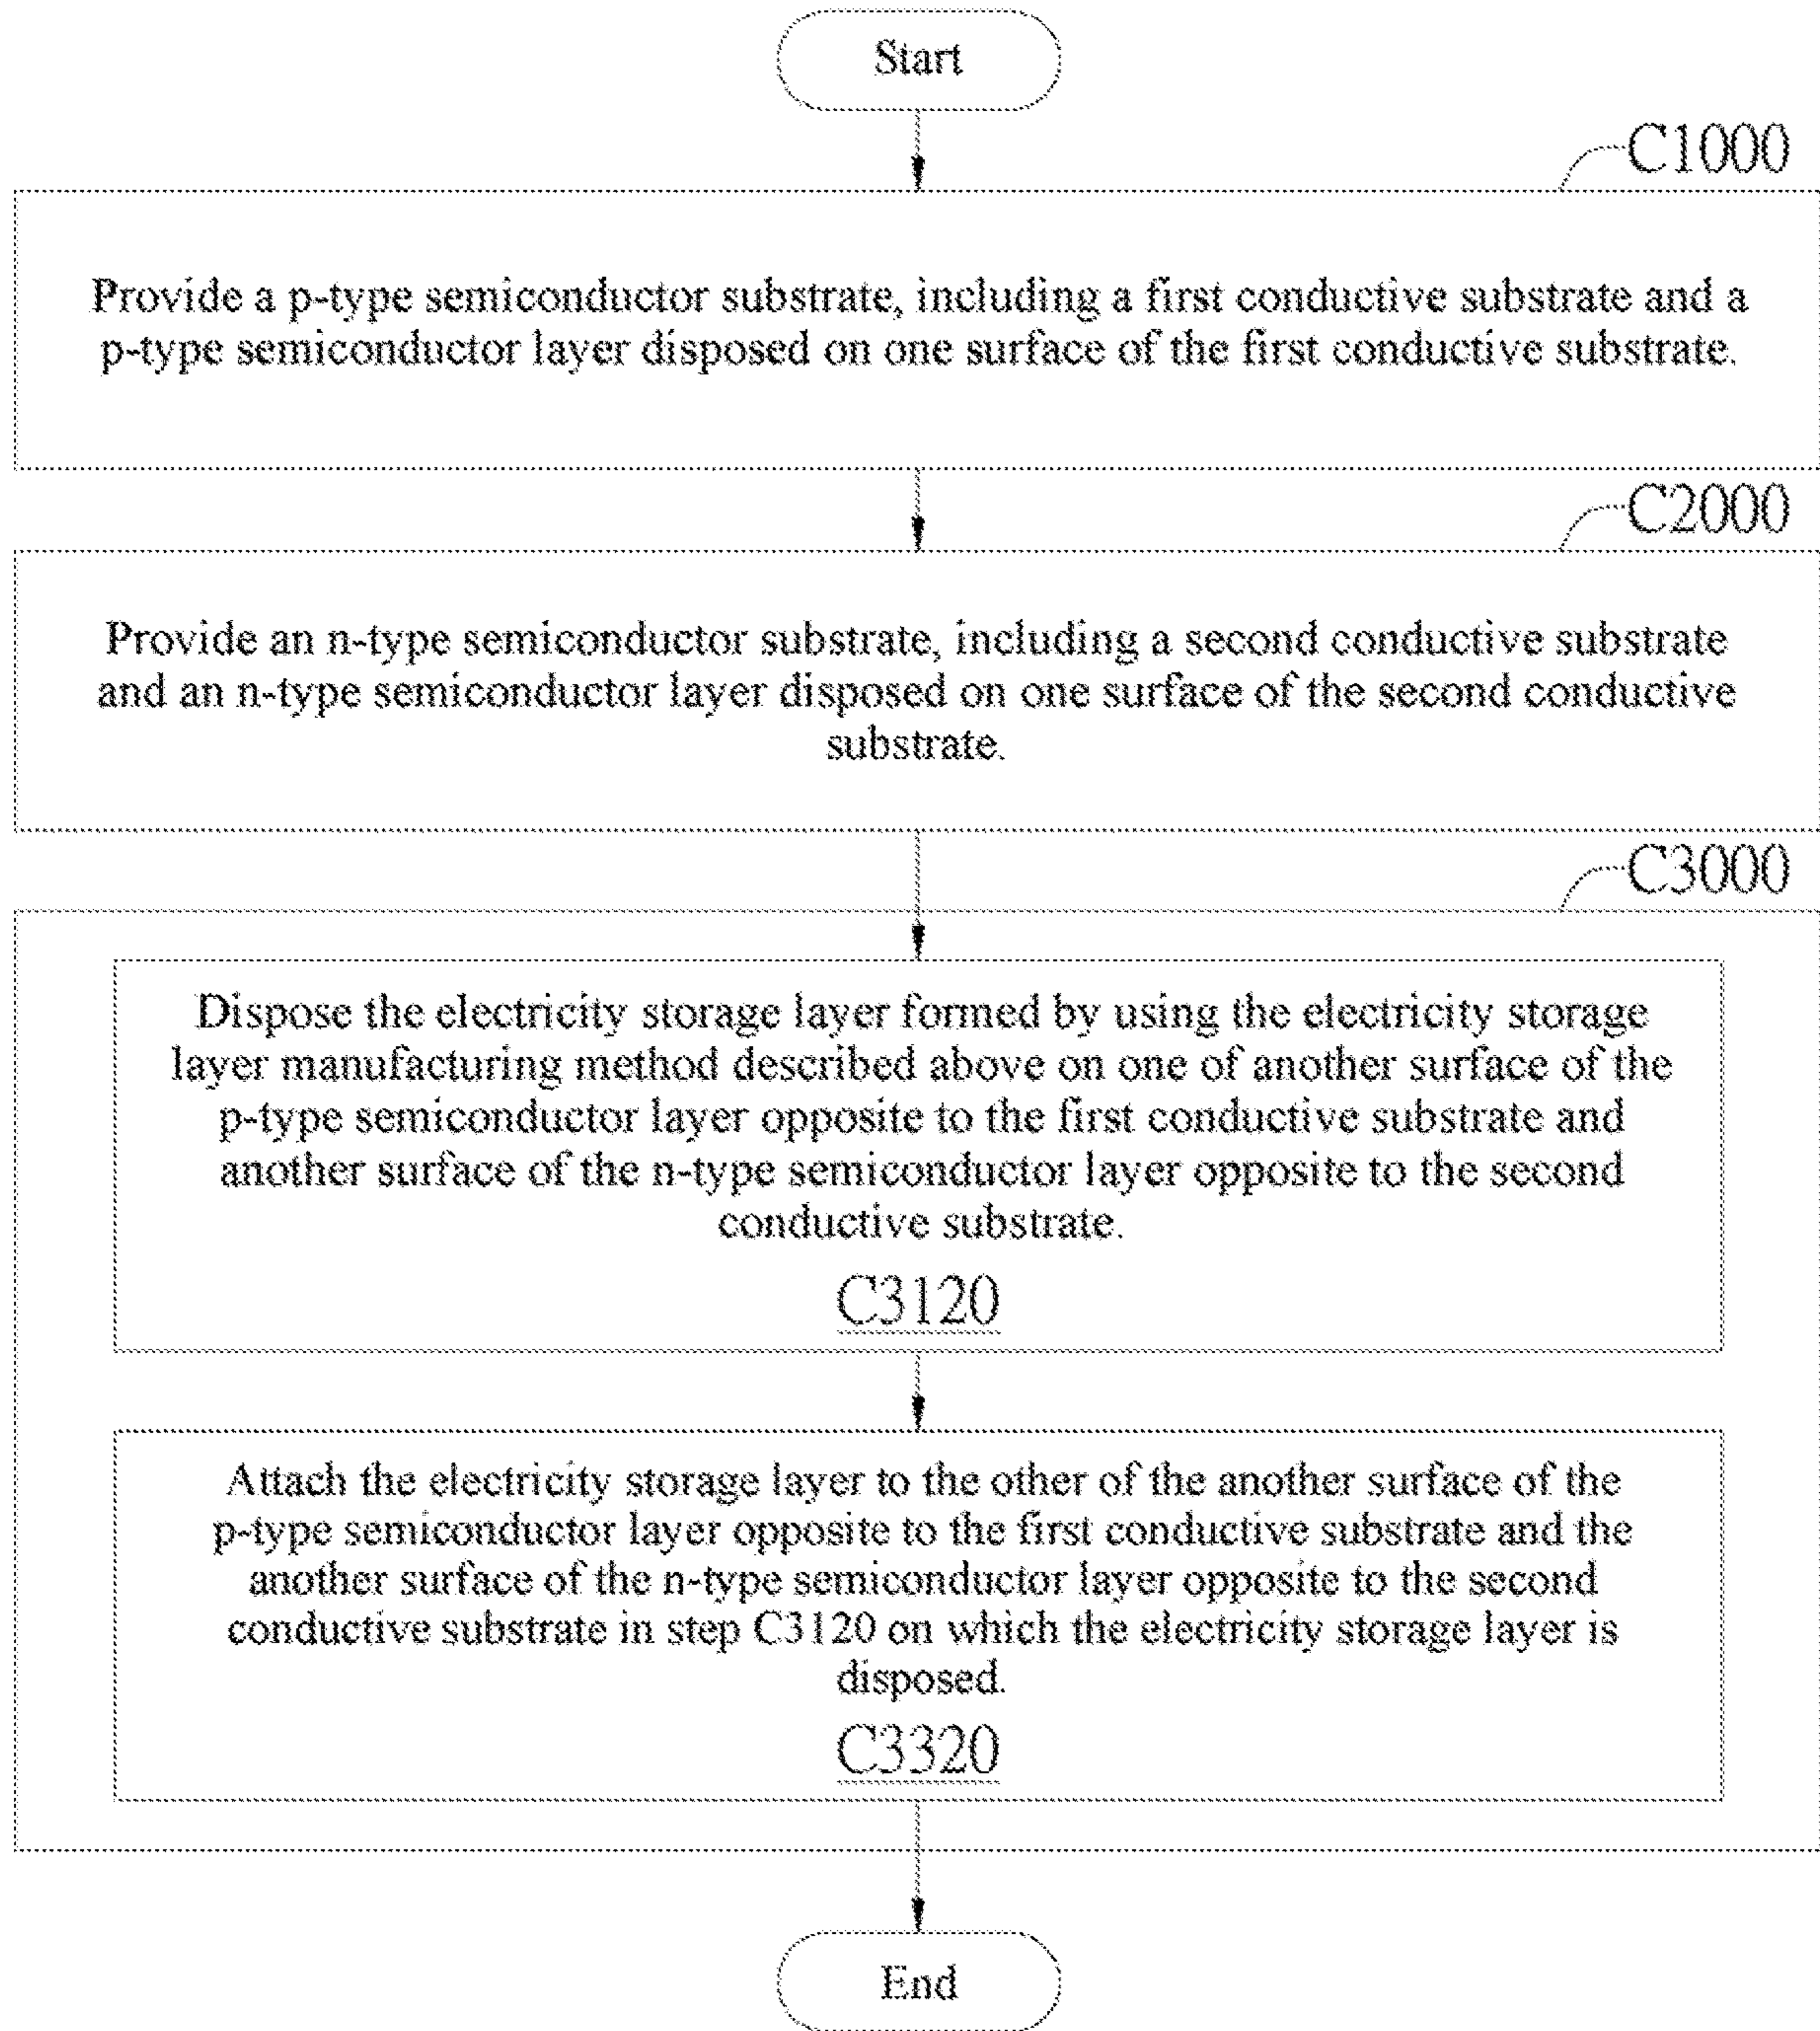 Start
C1000
Provide a p-type semiconductor substrate, including a first conductive substrate and a
p-type semiconductor layer disposed on one surface of the first conductive substrate.
C2000
Provide an n-type semiconductor substrate, including a second conductive substrate
and an n-type semiconductor layer disposed on one surface of the second conductive
substrate.
C3000
Dispose the electricity storage layer formed by using the electricity storage
layer manufacturing method described above on one of another surface of the
p-type semiconductor layer opposite to the first conductive substrate and
another surface of the n-type semiconductor layer opposite to the second
conductive substrate.
C3120
Attach the electricity storage layer to the other of the another surface of the
p-type semiconductor layer opposite to the first conductive substrate and the
another surface of the n-type semiconductor layer opposite to the second
conductive substrate in step C3120 on which the electricity storage layer is
disposed.
C3320
End